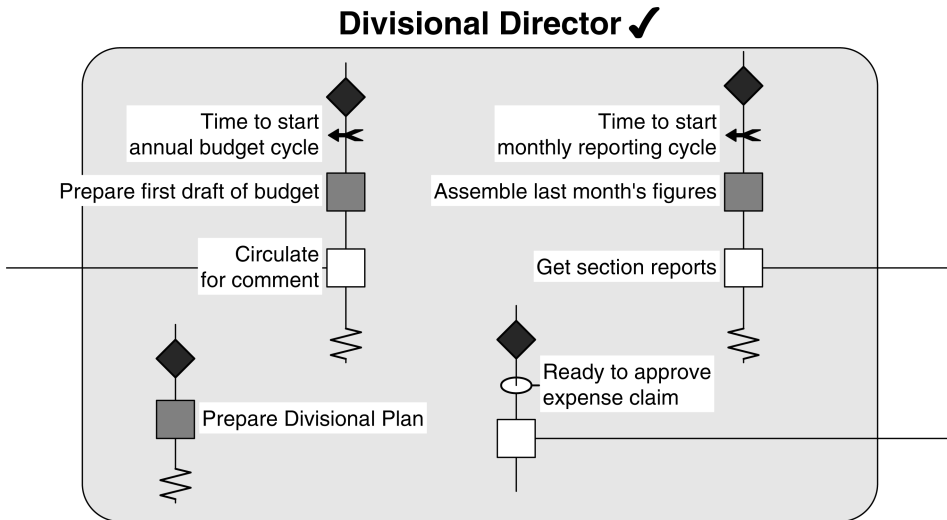 Divisional Director ✓
Time to start
annual budget cycle
Prepare first draft of budget
Circulate
for comment
Time to start
monthly reporting cycle
Assemble last month's figures
Get section reports
Prepare Divisional Plan
Ready to approve
expense claim